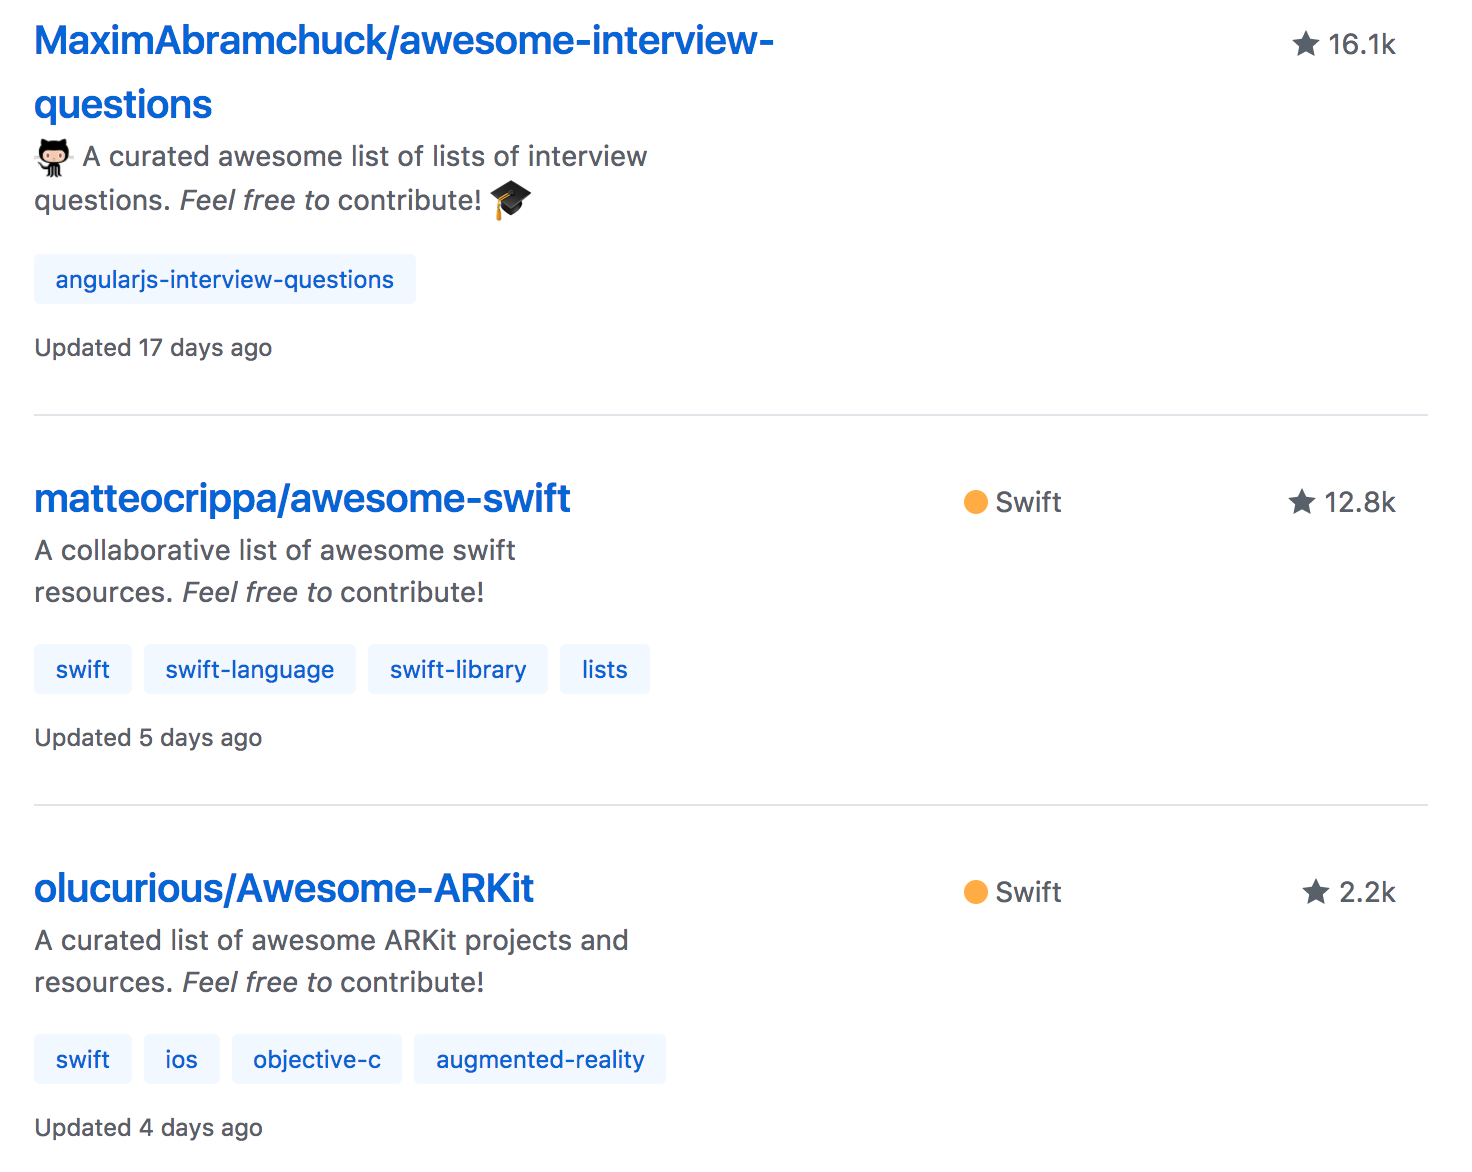 MaximAbramchuck/awesome-interview-
questions
16.1k
A curated awesome list of lists of interview
questions. Feel free to contribute!
angularjs-interview-questions
Updated 17 days ago
matteocrippa/awesome-swift
Swift
12.8k
A collaborative list of awesome swift
resources. Feel free to contribute!
swift swift-language swift-library lists
Updated 5 days ago
olucurious/Awesome-ARKit
Swift
2.2k
A curated list of awesome ARKit projects and
resources. Feel free to contribute!
swift ios objective-c augmented-reality
Updated 4 days ago